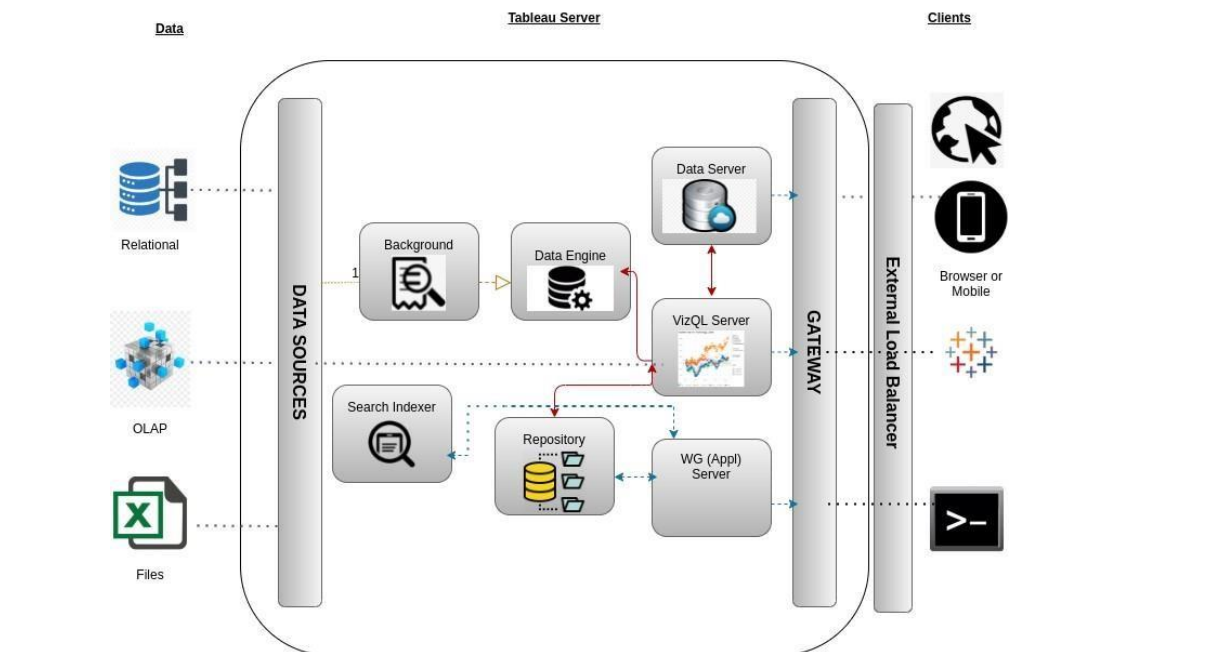 Data
Tableau Server
Clients
Relational
OLAP
Files
DATA SOURCES
1
Background
Data Engine
Data Server
VizQL Server
Search Indexer
Repository
WG (Appl)
Server
GATEWAY
External Load Balancer
Browser or
Mobile